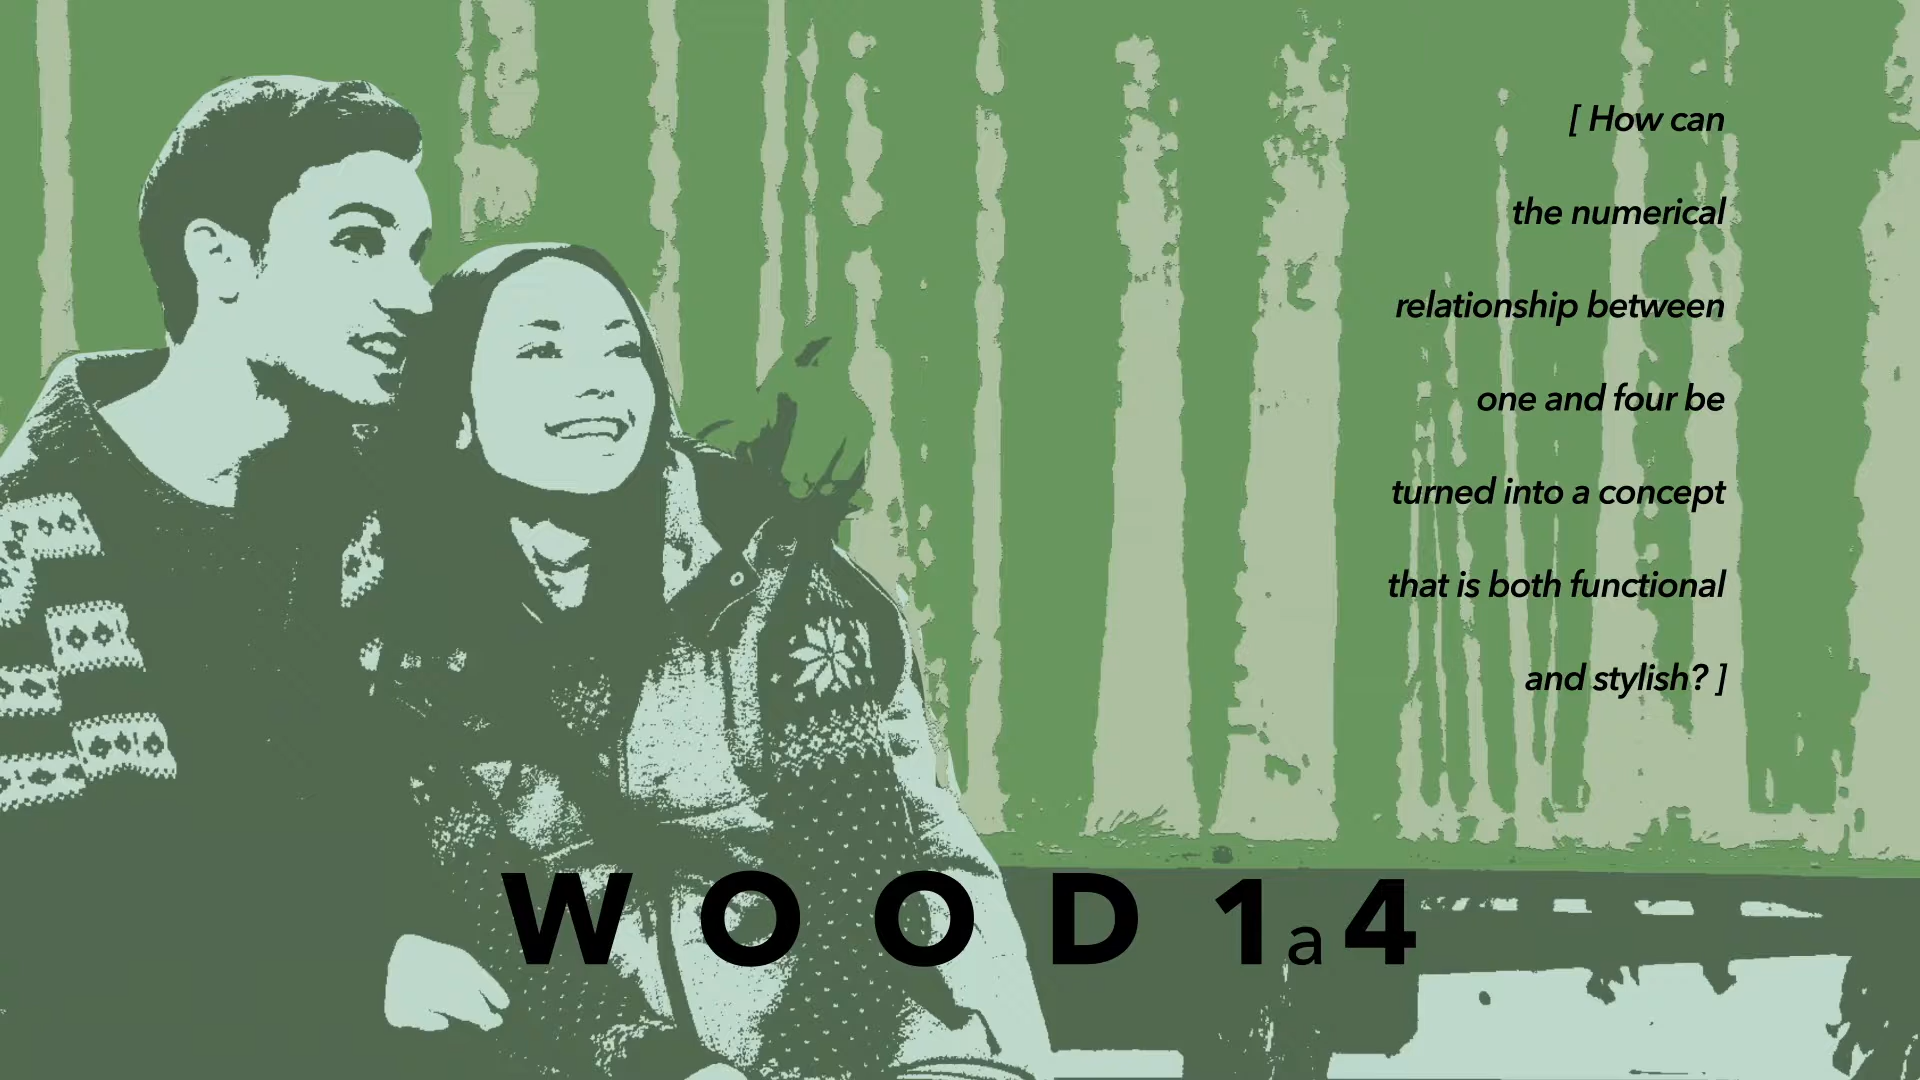 [ How can
the numerical
relationship between
one and four be
turned into a concept
that is both functional
and stylish? ]
W O O D 1a4